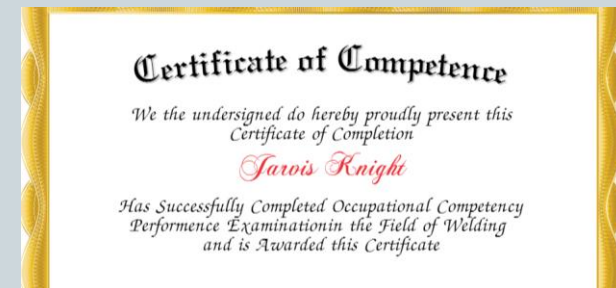 Certificate of Competence
We the undersigned do hereby proudly present this
Certificate of Completion
Jarvis Knight
Has Successfully Completed Occupational Competency
Performence Examinationin the Field of Welding
and is Awarded this Certificate